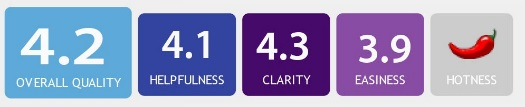 4.2
OVERALL QUALITY
4.1
HELPFULNESS
4.3
CLARITY
3.9
EASINESS
HOTNESS